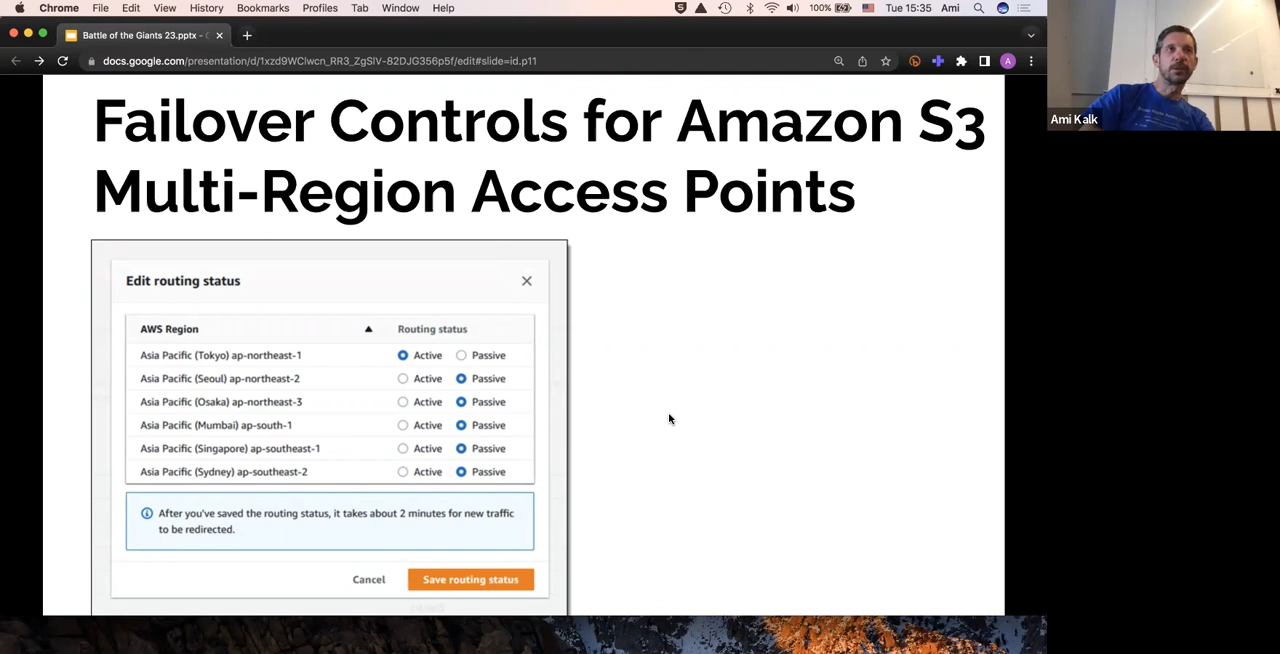 Chrome File Edit View History Bookmarks Profiles Tab Window Help 100% Tue 15:35 Ami
Battle of the Giants 23.pptx -
docs.google.com/presentation/d/1xzd9WClwcn_RR3_ZgSlV-82DJG356p5f/edit#slide=id.p11
A
Ami Kalk
Failover Controls for Amazon S3
Multi-Region Access Points
Edit routing status
AWS Region Routing status
Asia Pacific (Tokyo) ap-northeast-1 Active Passive
Asia Pacific (Seoul) ap-northeast-2 Active Passive
Asia Pacific (Osaka) ap-northeast-3 Active Passive
Asia Pacific (Mumbai) ap-south-1 Active Passive
Asia Pacific (Singapore) ap-southeast-1 Active Passive
Asia Pacific (Sydney) ap-southeast-2 Active Passive
After you've saved the routing status, it takes about 2 minutes for new traffic
to be redirected.
Cancel Save routing status